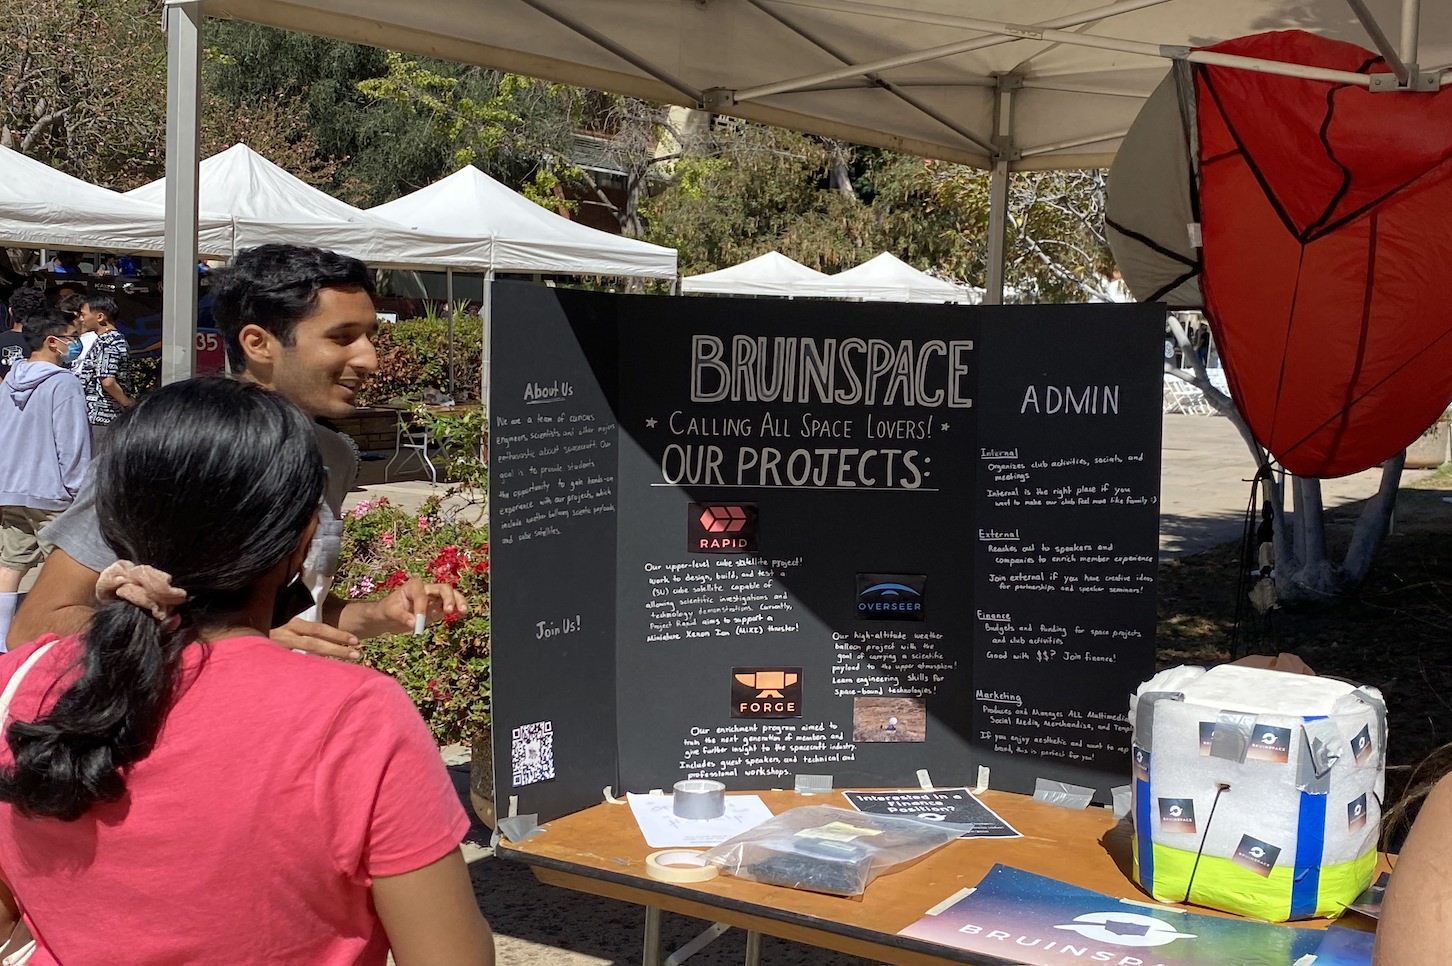 35
About Us
We are a team of curious
engineers, scientists and other majors
enthusiastic about spacecraft. Our
goal is to provide students
the opportunity to gain hands-on
experience with our projects, which
include weather balloons, scientific payloads,
and cube satellites.
Join Us!
BRUINSPACE
CALLING ALL SPACE LOVERS!
OUR PROJECTS:
RAPID
Our upper-level cube satellite project!
Work to design, build, and test a
(3U) cube satellite capable of
allowing scientific investigations and
technology demonstrations. Currently,
Project Rapid aims to support a
Miniature Xenon Ion (MiXI) thruster!
OVERSEER
Our high-altitude weather
balloon project with the
goal of carrying a scientific
payload to the upper atmosphere!
Learn engineering skills for
space-bound technologies!
FORGE
Our enrichment program aimed to
train the next generation of members and
give further insight to the spacecraft industry.
Includes guest speakers, and technical and
professional workshops.
ADMIN
Internal
Organizes club activities, socials, and
meetings
Internal is the right place if you
want to make our club feel more like family :)
External
Reaches out to speakers and
companies to enrich member experience
Join external if you have creative ideas
for partnerships and speaker seminars!
Finance
Budgets and funding for space projects
and club activities
Good with $$? Join finance!
Marketing
Produces and Manages ALL Multimedia
Social Media, Merchandise, and
If you enjoy aesthetic and want to rep
brand, this is perfect for you!
Interested in a
Finance
Position?
BRUINSPACE
BRUINSPACE
BRUINSPACE
BRUINSP